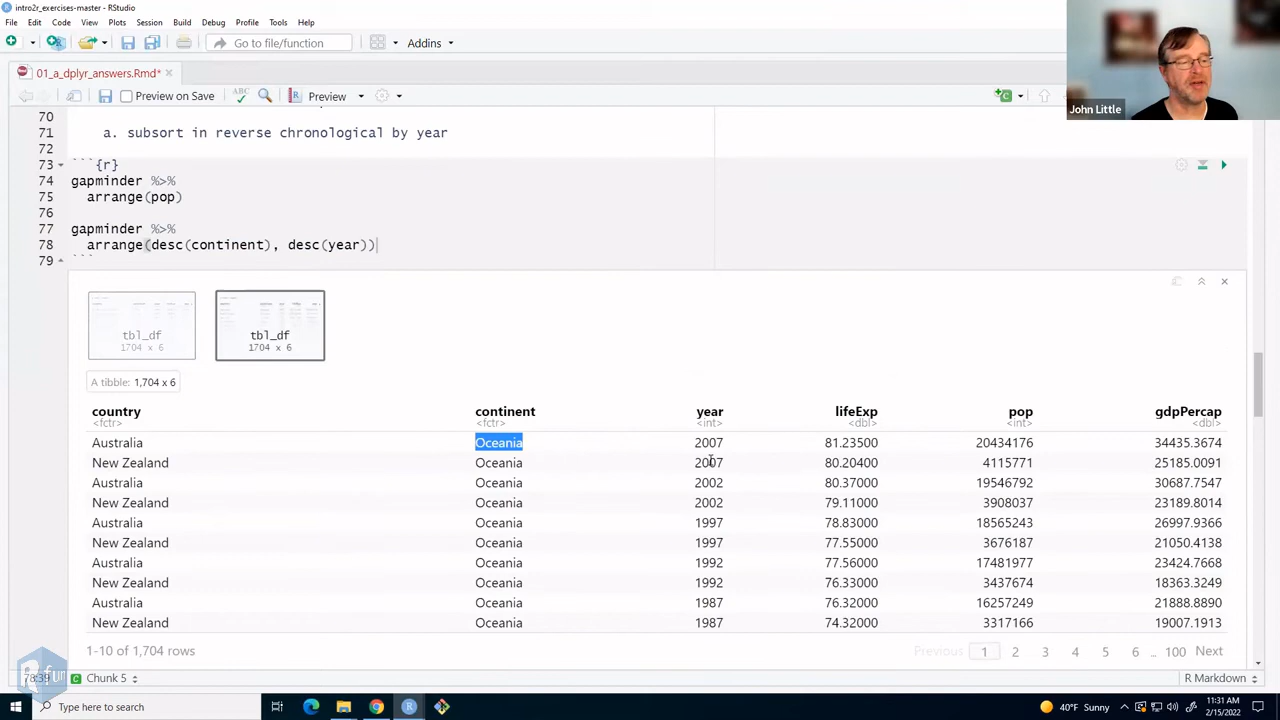 intro2r_exercises-master - RStudio
File Edit Code View Plots Session Build Debug Profile Tools Help
Go to file/function Addins
01_a_dplyr_answers.Rmd*
Preview on Save Preview
John Little
70
71 a. subsort in reverse chronological by year
72
73 ```{r}
74 gapminder %>%
75 arrange(pop)
76
77 gapminder %>%
78 arrange(desc(continent), desc(year))
79 ```
tbl_df tbl_df
1704 x 6 1704 x 6
A tibble: 1,704 x 6
country continent year lifeExp pop gdpPercap
<fctr> <fctr> <int> <dbl> <int> <dbl>
Australia Oceania 2007 81.23500 20434176 34435.3674
New Zealand Oceania 2007 80.20400 4115771 25185.0091
Australia Oceania 2002 80.37000 19546792 30687.7547
New Zealand Oceania 2002 79.11000 3908037 23189.8014
Australia Oceania 1997 78.83000 18565243 26997.9366
New Zealand Oceania 1997 77.55000 3676187 21050.4138
Australia Oceania 1992 77.56000 17481977 23424.7668
New Zealand Oceania 1992 76.33000 3437674 18363.3249
Australia Oceania 1987 76.32000 16257249 21888.8890
New Zealand Oceania 1987 74.32000 3317166 19007.1913
1-10 of 1,704 rows Previous 1 2 3 4 5 6 ... 100 Next
78:39 Chunk 5 R Markdown
Rfun
Type here to search 40°F Sunny 11:31 AM
2/15/2022